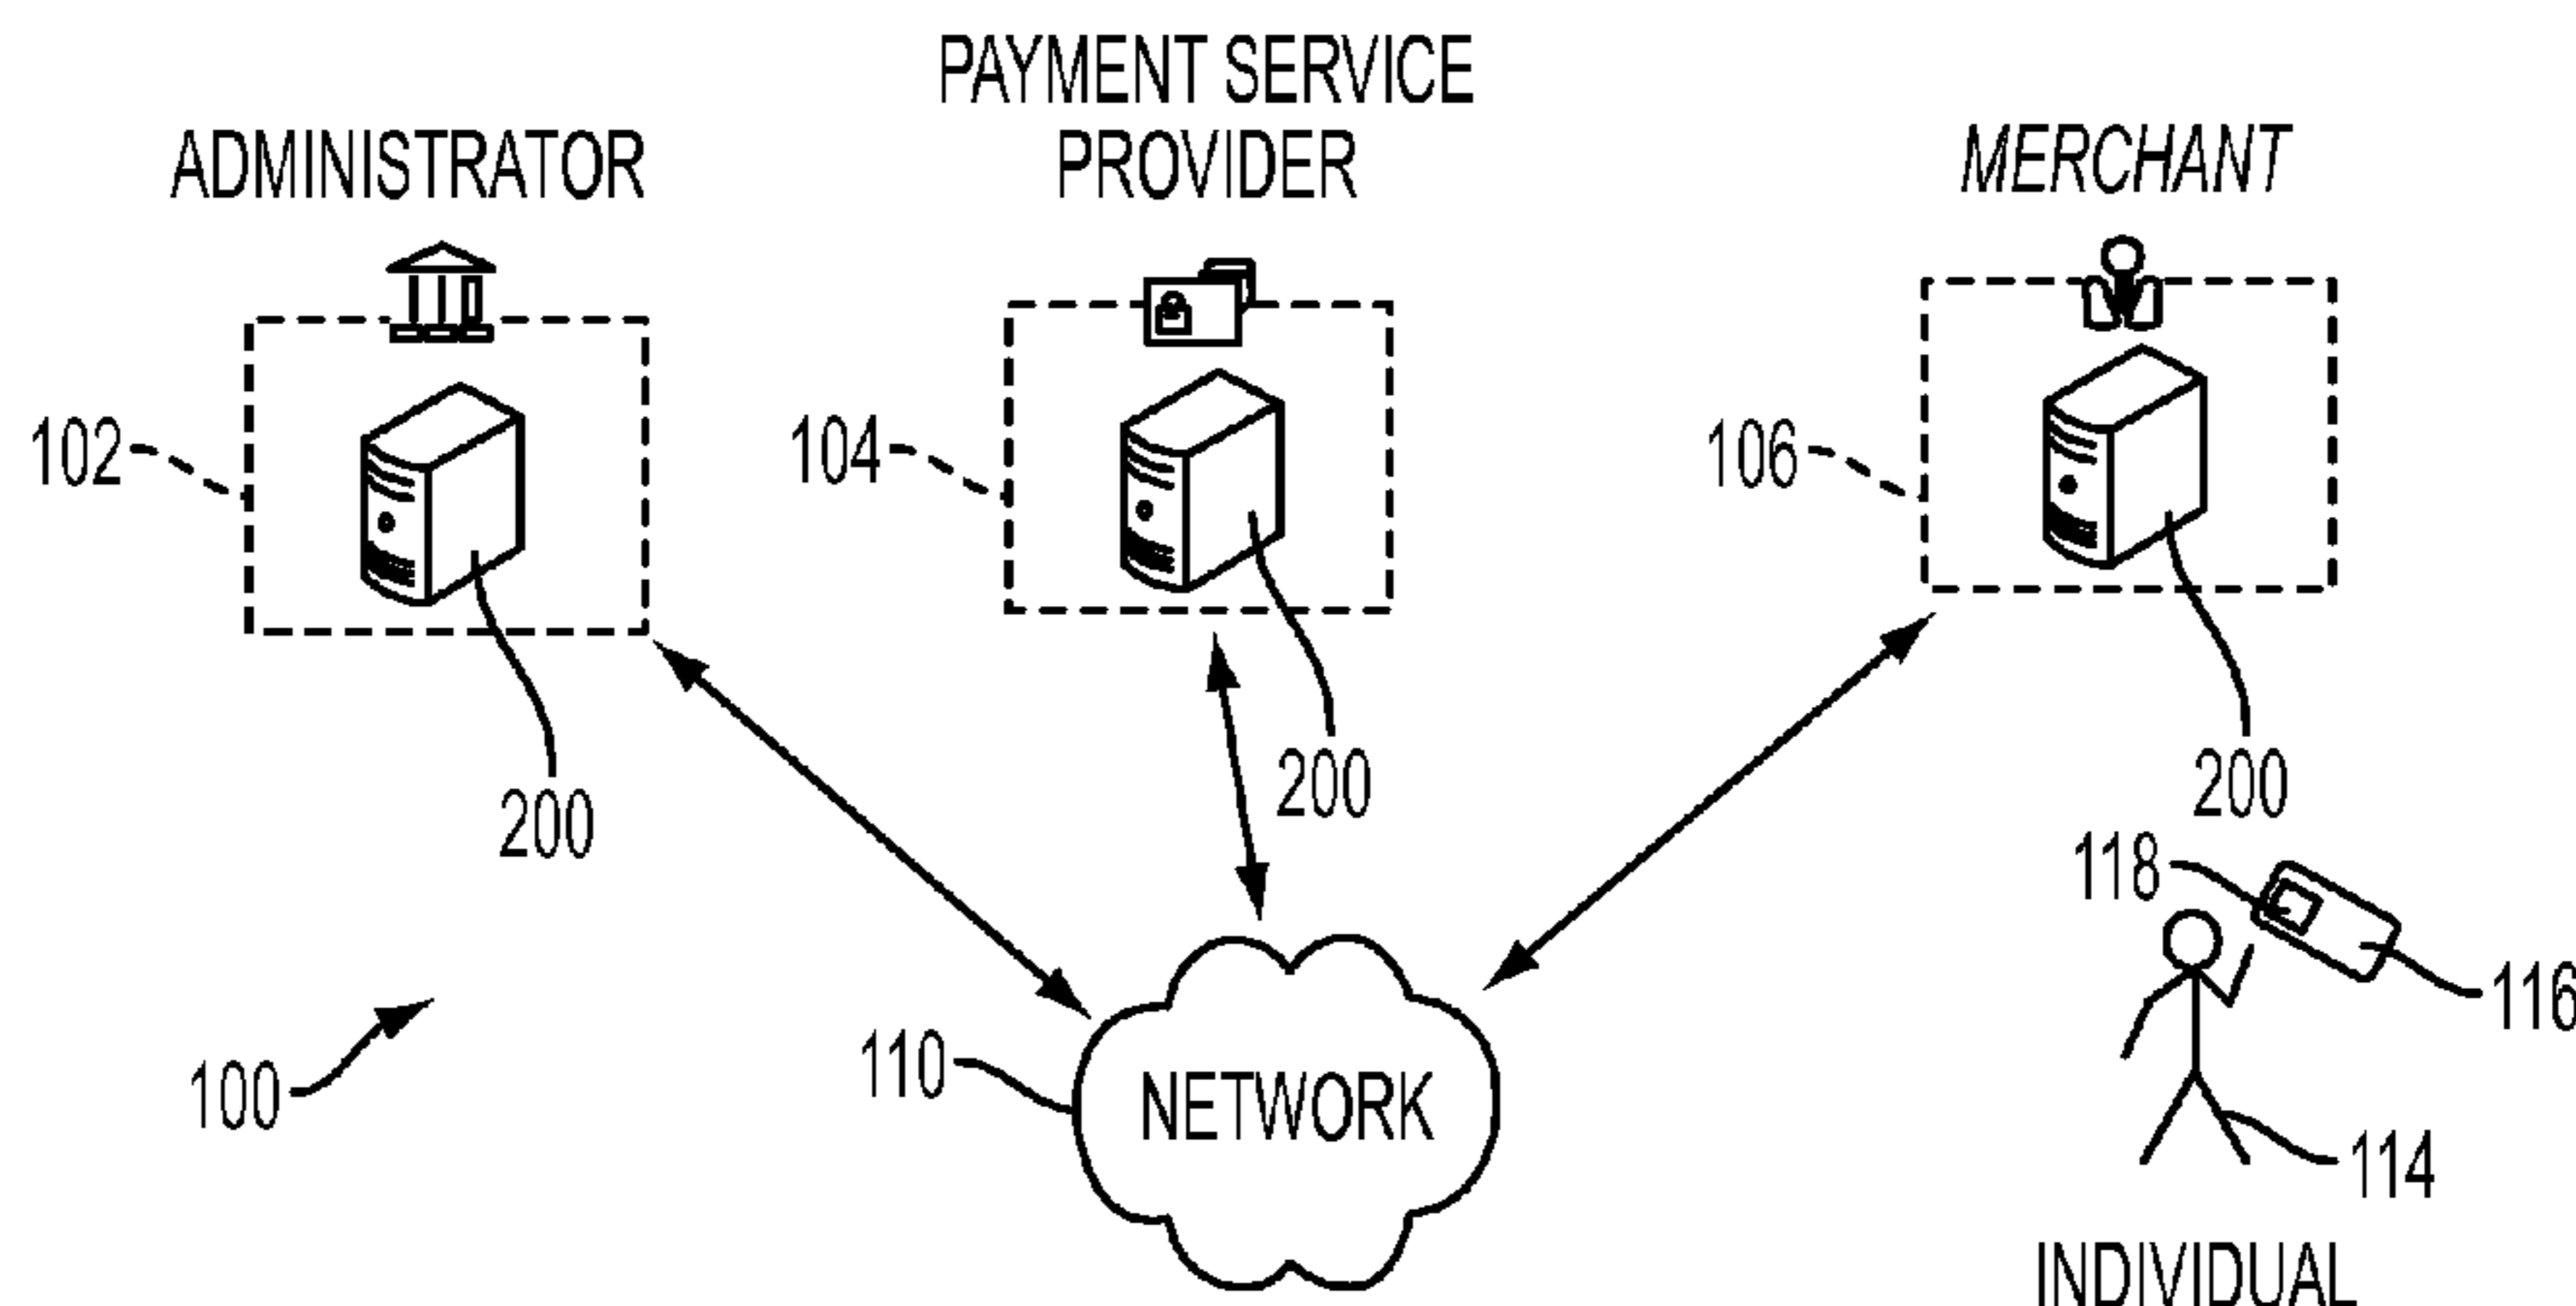 PAYMENT SERVICE
PROVIDER
ADMINISTRATOR
MERCHANT
102
104
106
200
200
200
118
116
110
NETWORK
100
114
INDIVIDUAL